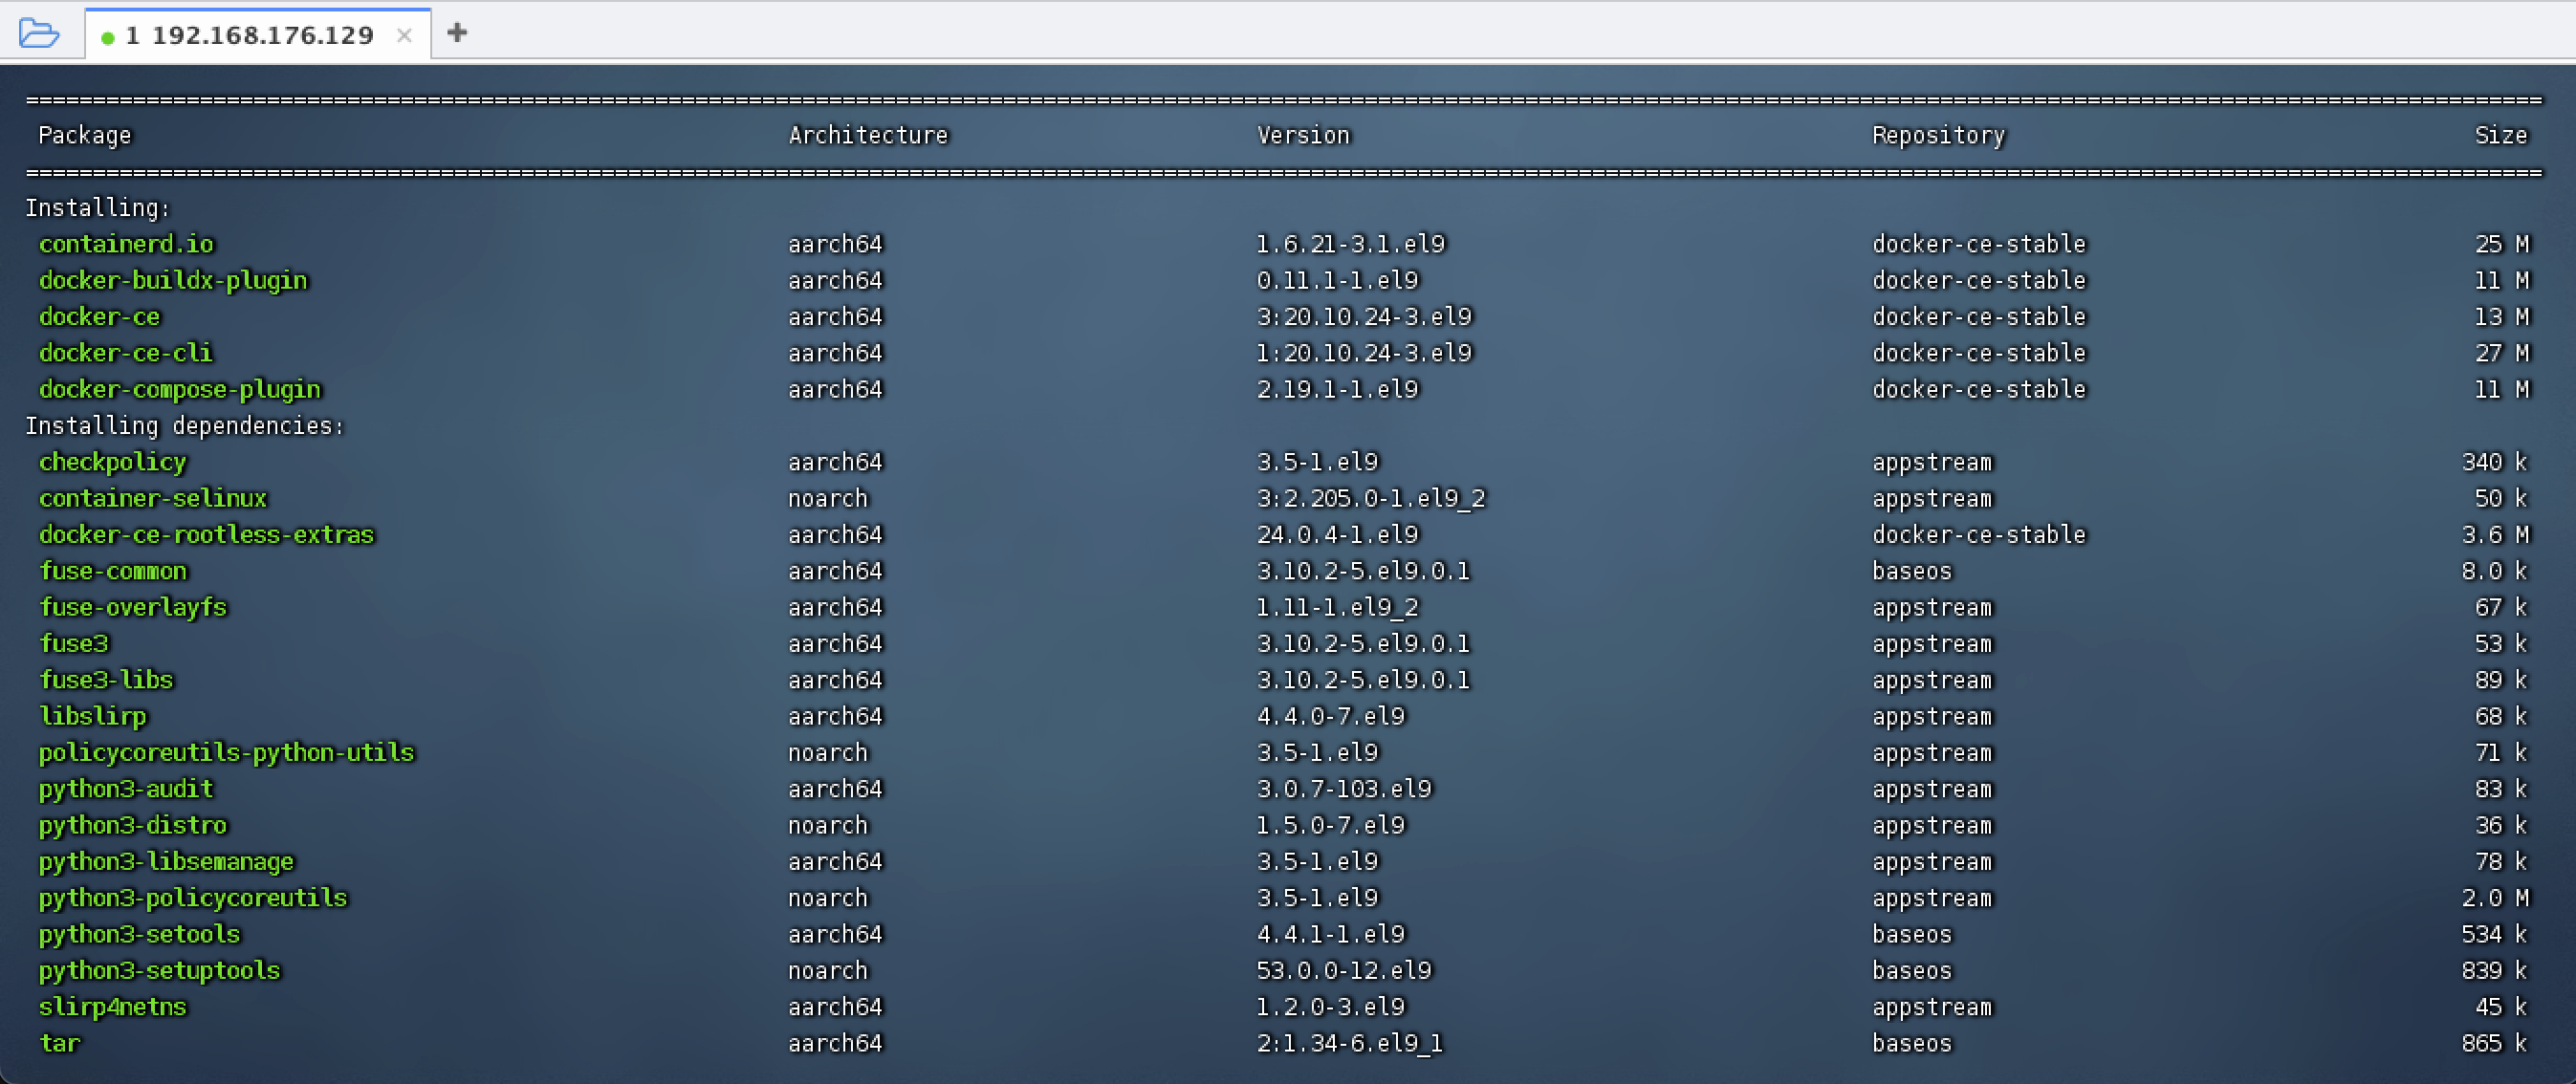 1 192.168.176.129 × +
================================================================================
Package Architecture Version Repository Size
================================================================================
Installing:
containerd.io aarch64 1.6.21-3.1.el9 docker-ce-stable 25 M
docker-buildx-plugin aarch64 0.11.1-1.el9 docker-ce-stable 11 M
docker-ce aarch64 3:20.10.24-3.el9 docker-ce-stable 13 M
docker-ce-cli aarch64 1:20.10.24-3.el9 docker-ce-stable 27 M
docker-compose-plugin aarch64 2.19.1-1.el9 docker-ce-stable 11 M
Installing dependencies:
checkpolicy aarch64 3.5-1.el9 appstream 340 k
container-selinux noarch 3:2.205.0-1.el9_2 appstream 50 k
docker-ce-rootless-extras aarch64 24.0.4-1.el9 docker-ce-stable 3.6 M
fuse-common aarch64 3.10.2-5.el9.0.1 baseos 8.0 k
fuse-overlayfs aarch64 1.11-1.el9_2 appstream 67 k
fuse3 aarch64 3.10.2-5.el9.0.1 appstream 53 k
fuse3-libs aarch64 3.10.2-5.el9.0.1 appstream 89 k
libslirp aarch64 4.4.0-7.el9 appstream 68 k
policycoreutils-python-utils noarch 3.5-1.el9 appstream 71 k
python3-audit aarch64 3.0.7-103.el9 appstream 83 k
python3-distro noarch 1.5.0-7.el9 appstream 36 k
python3-libsemanage aarch64 3.5-1.el9 appstream 78 k
python3-policycoreutils noarch 3.5-1.el9 appstream 2.0 M
python3-setools aarch64 4.4.1-1.el9 baseos 534 k
python3-setuptools noarch 53.0.0-12.el9 baseos 839 k
slirp4netns aarch64 1.2.0-3.el9 appstream 45 k
tar aarch64 2:1.34-6.el9_1 baseos 865 k